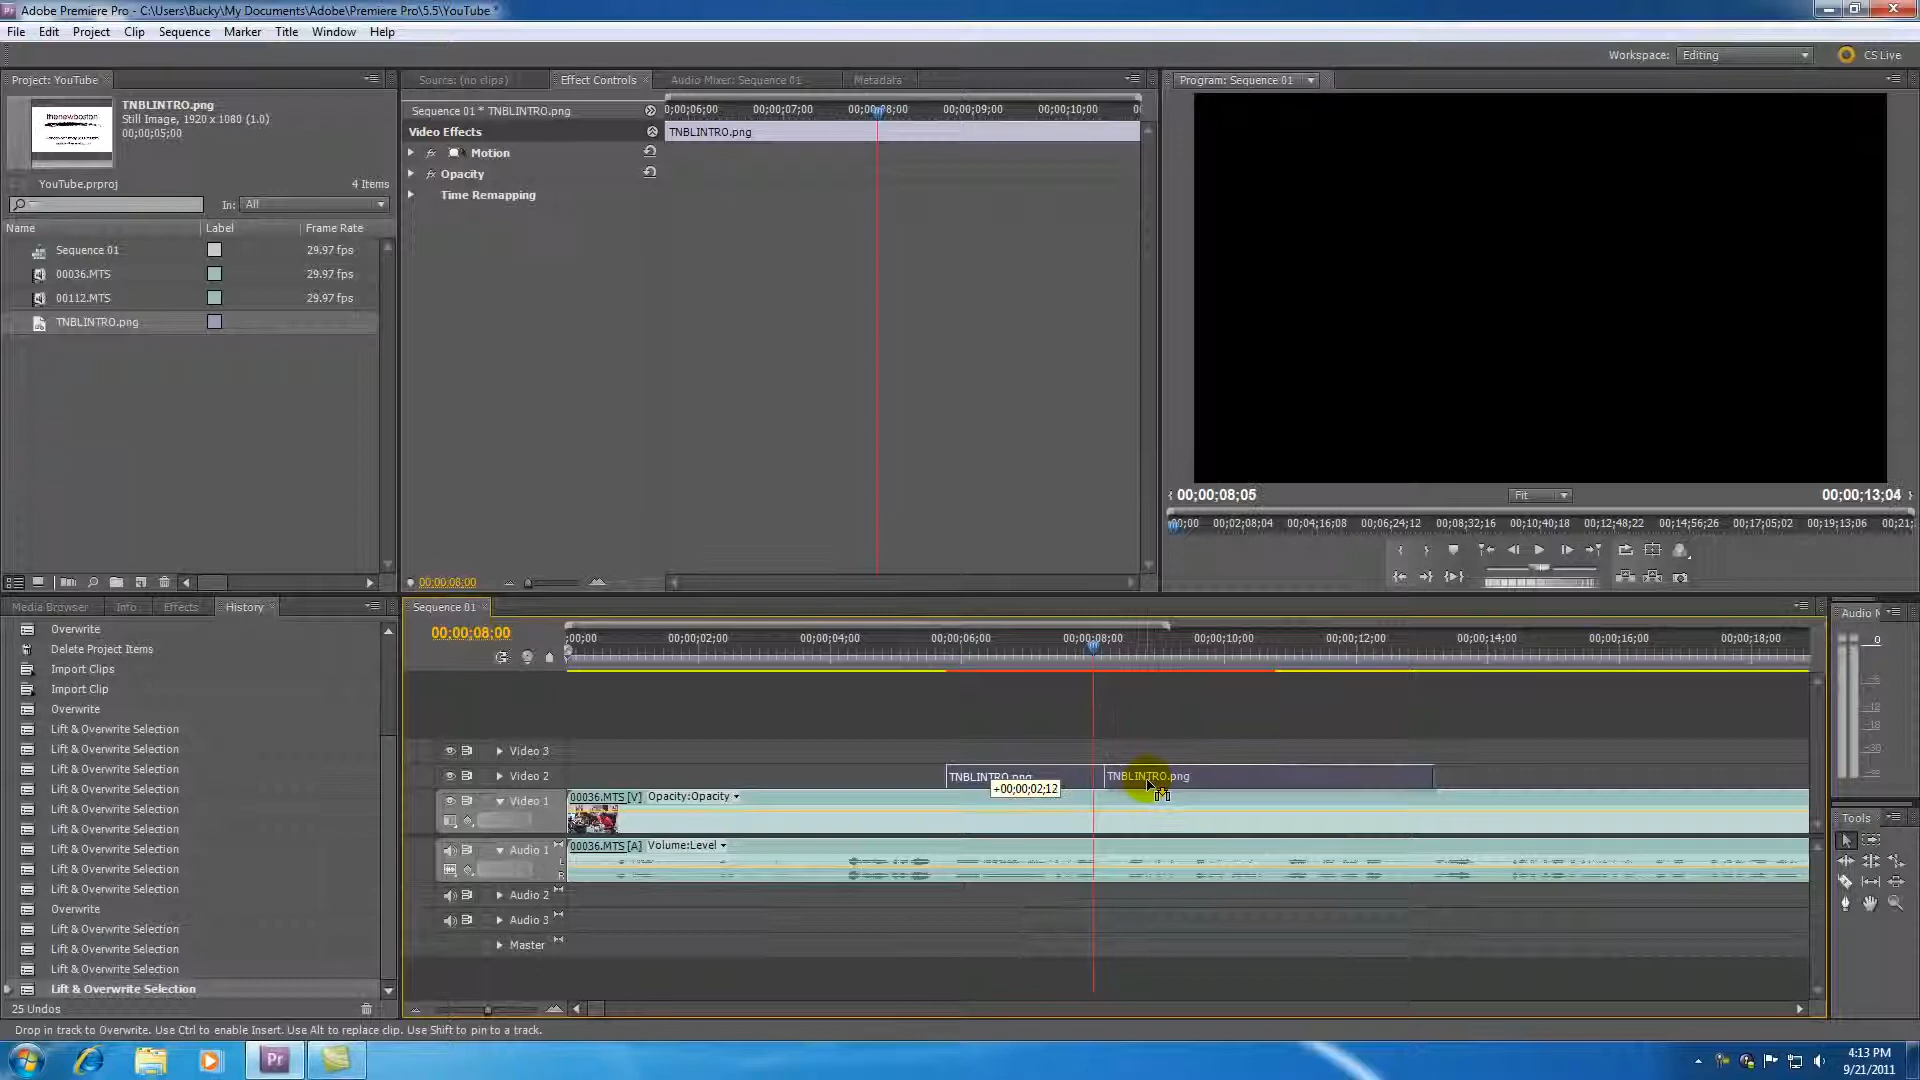 Adobe Premiere Pro - C:\Users\Bucky\My Documents\Adobe\Premiere Pro\5.5\YouTube *
File Edit Project Clip Sequence Marker Title Window Help
Workspace: Editing CS Live
Project: YouTube
TNBLINTRO.png
Still Image, 1920 x 1080 (1.0)
00;00;05;00
thenewboston
YouTube.prproj 4 Items
In: All
Name Label Frame Rate
Sequence 01 29.97 fps
00036.MTS 29.97 fps
00112.MTS 29.97 fps
TNBLINTRO.png
Source: (no clips) Effect Controls Audio Mixer: Sequence 01 Metadata
Sequence 01 * TNBLINTRO.png
0;00;06;00 00;00;07;00 00;00;08;00 00;00;09;00 00;00;10;00
Video Effects
TNBLINTRO.png
fx Motion
fx Opacity
Time Remapping
00:00:08:00
Program: Sequence 01
00;00;08;05 Fit 00;00;13;04
00;00 00;02;08;04 00;04;16;08 00;06;24;12 00;08;32;16 00;10;40;18 00;12;48;22 00;14;56;26 00;17;05;02 00;19;13;06 00;21;
Media Browser Info Effects History
Overwrite
Delete Project Items
Import Clips
Import Clip
Overwrite
Lift & Overwrite Selection
Lift & Overwrite Selection
Lift & Overwrite Selection
Lift & Overwrite Selection
Lift & Overwrite Selection
Lift & Overwrite Selection
Lift & Overwrite Selection
Lift & Overwrite Selection
Lift & Overwrite Selection
Overwrite
Lift & Overwrite Selection
Lift & Overwrite Selection
Lift & Overwrite Selection
Lift & Overwrite Selection
25 Undos
Sequence 01
00:00:08:00
;00;00 00;00;02;00 00;00;04;00 00;00;06;00 00;00;08;00 00;00;10;00 00;00;12;00 00;00;14;00 00;00;16;00 00;00;18;00
Video 3
Video 2
TNBLINTRO.png
TNBLINTRO.png
+00;00;02;12
Video 1
00036.MTS [V] Opacity:Opacity
Audio 1
00036.MTS [A] Volume:Level
L
R
Audio 2
Audio 3
Master
Audio M
0
Tools
Drop in track to Overwrite. Use Ctrl to enable Insert. Use Alt to replace clip. Use Shift to pin to a track.
Pr
4:13 PM
9/21/2011